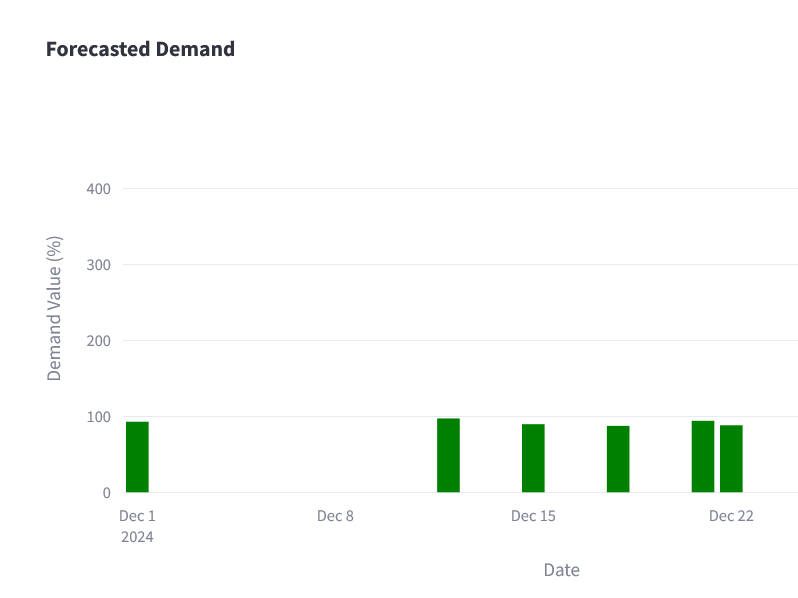 Forecasted Demand
400
300
200
100
0
Demand Value (%)
Dec 1
2024
Dec 8
Dec 15
Dec 22
Date